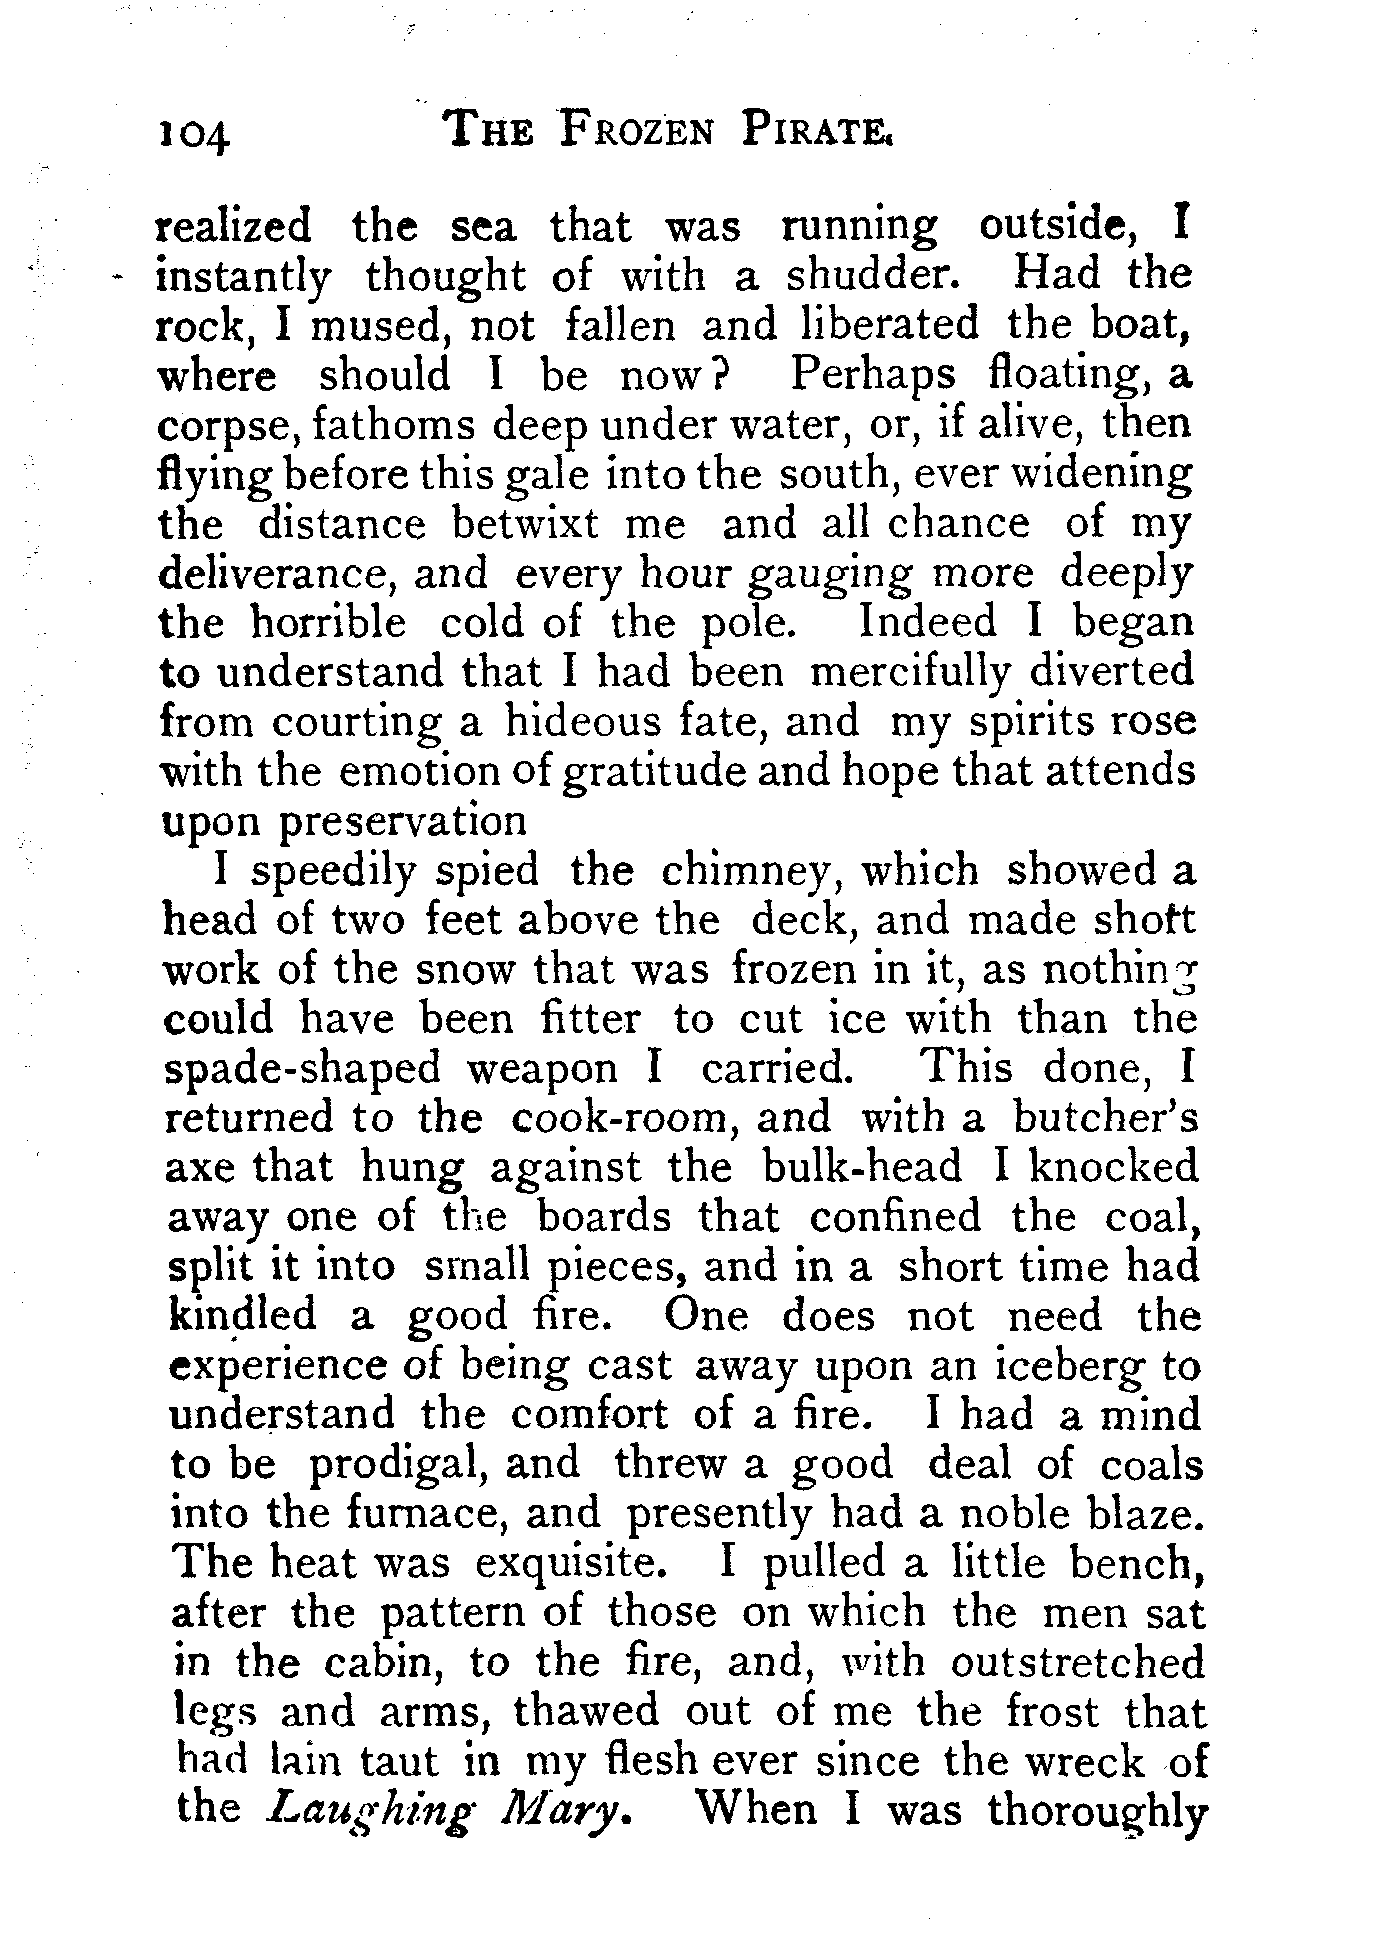 104 THE FROZEN PIRATE.
realized the sea that was running outside, I
instantly thought of with a shudder. Had the
rock, I mused, not fallen and liberated the boat,
where should I be now? Perhaps floating, a
corpse, fathoms deep under water, or, if alive, then
flying before this gale into the south, ever widening
the distance betwixt me and all chance of my
deliverance, and every hour gauging more deeply
the horrible cold of the pole. Indeed I began
to understand that I had been mercifully diverted
from courting a hideous fate, and my spirits rose
with the emotion of gratitude and hope that attends
upon preservation
I speedily spied the chimney, which showed a
head of two feet above the deck, and made short
work of the snow that was frozen in it, as nothing
could have been fitter to cut ice with than the
spade-shaped weapon I carried. This done, I
returned to the cook-room, and with a butcher's
axe that hung against the bulk-head I knocked
away one of the boards that confined the coal,
split it into small pieces, and in a short time had
kindled a good fire. One does not need the
experience of being cast away upon an iceberg to
understand the comfort of a fire. I had a mind
to be prodigal, and threw a good deal of coals
into the furnace, and presently had a noble blaze.
The heat was exquisite. I pulled a little bench,
after the pattern of those on which the men sat
in the cabin, to the fire, and, with outstretched
legs and arms, thawed out of me the frost that
had lain taut in my flesh ever since the wreck of
the Laughing Mary. When I was thoroughly